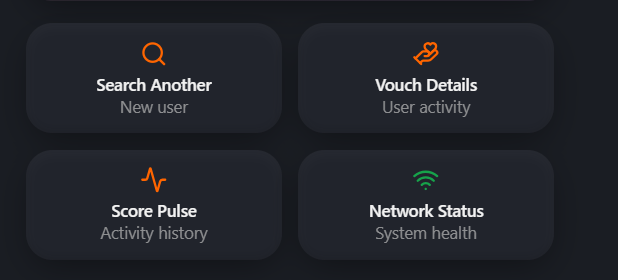 Search Another
New user
Vouch Details
User activity
Score Pulse
Activity history
Network Status
System health